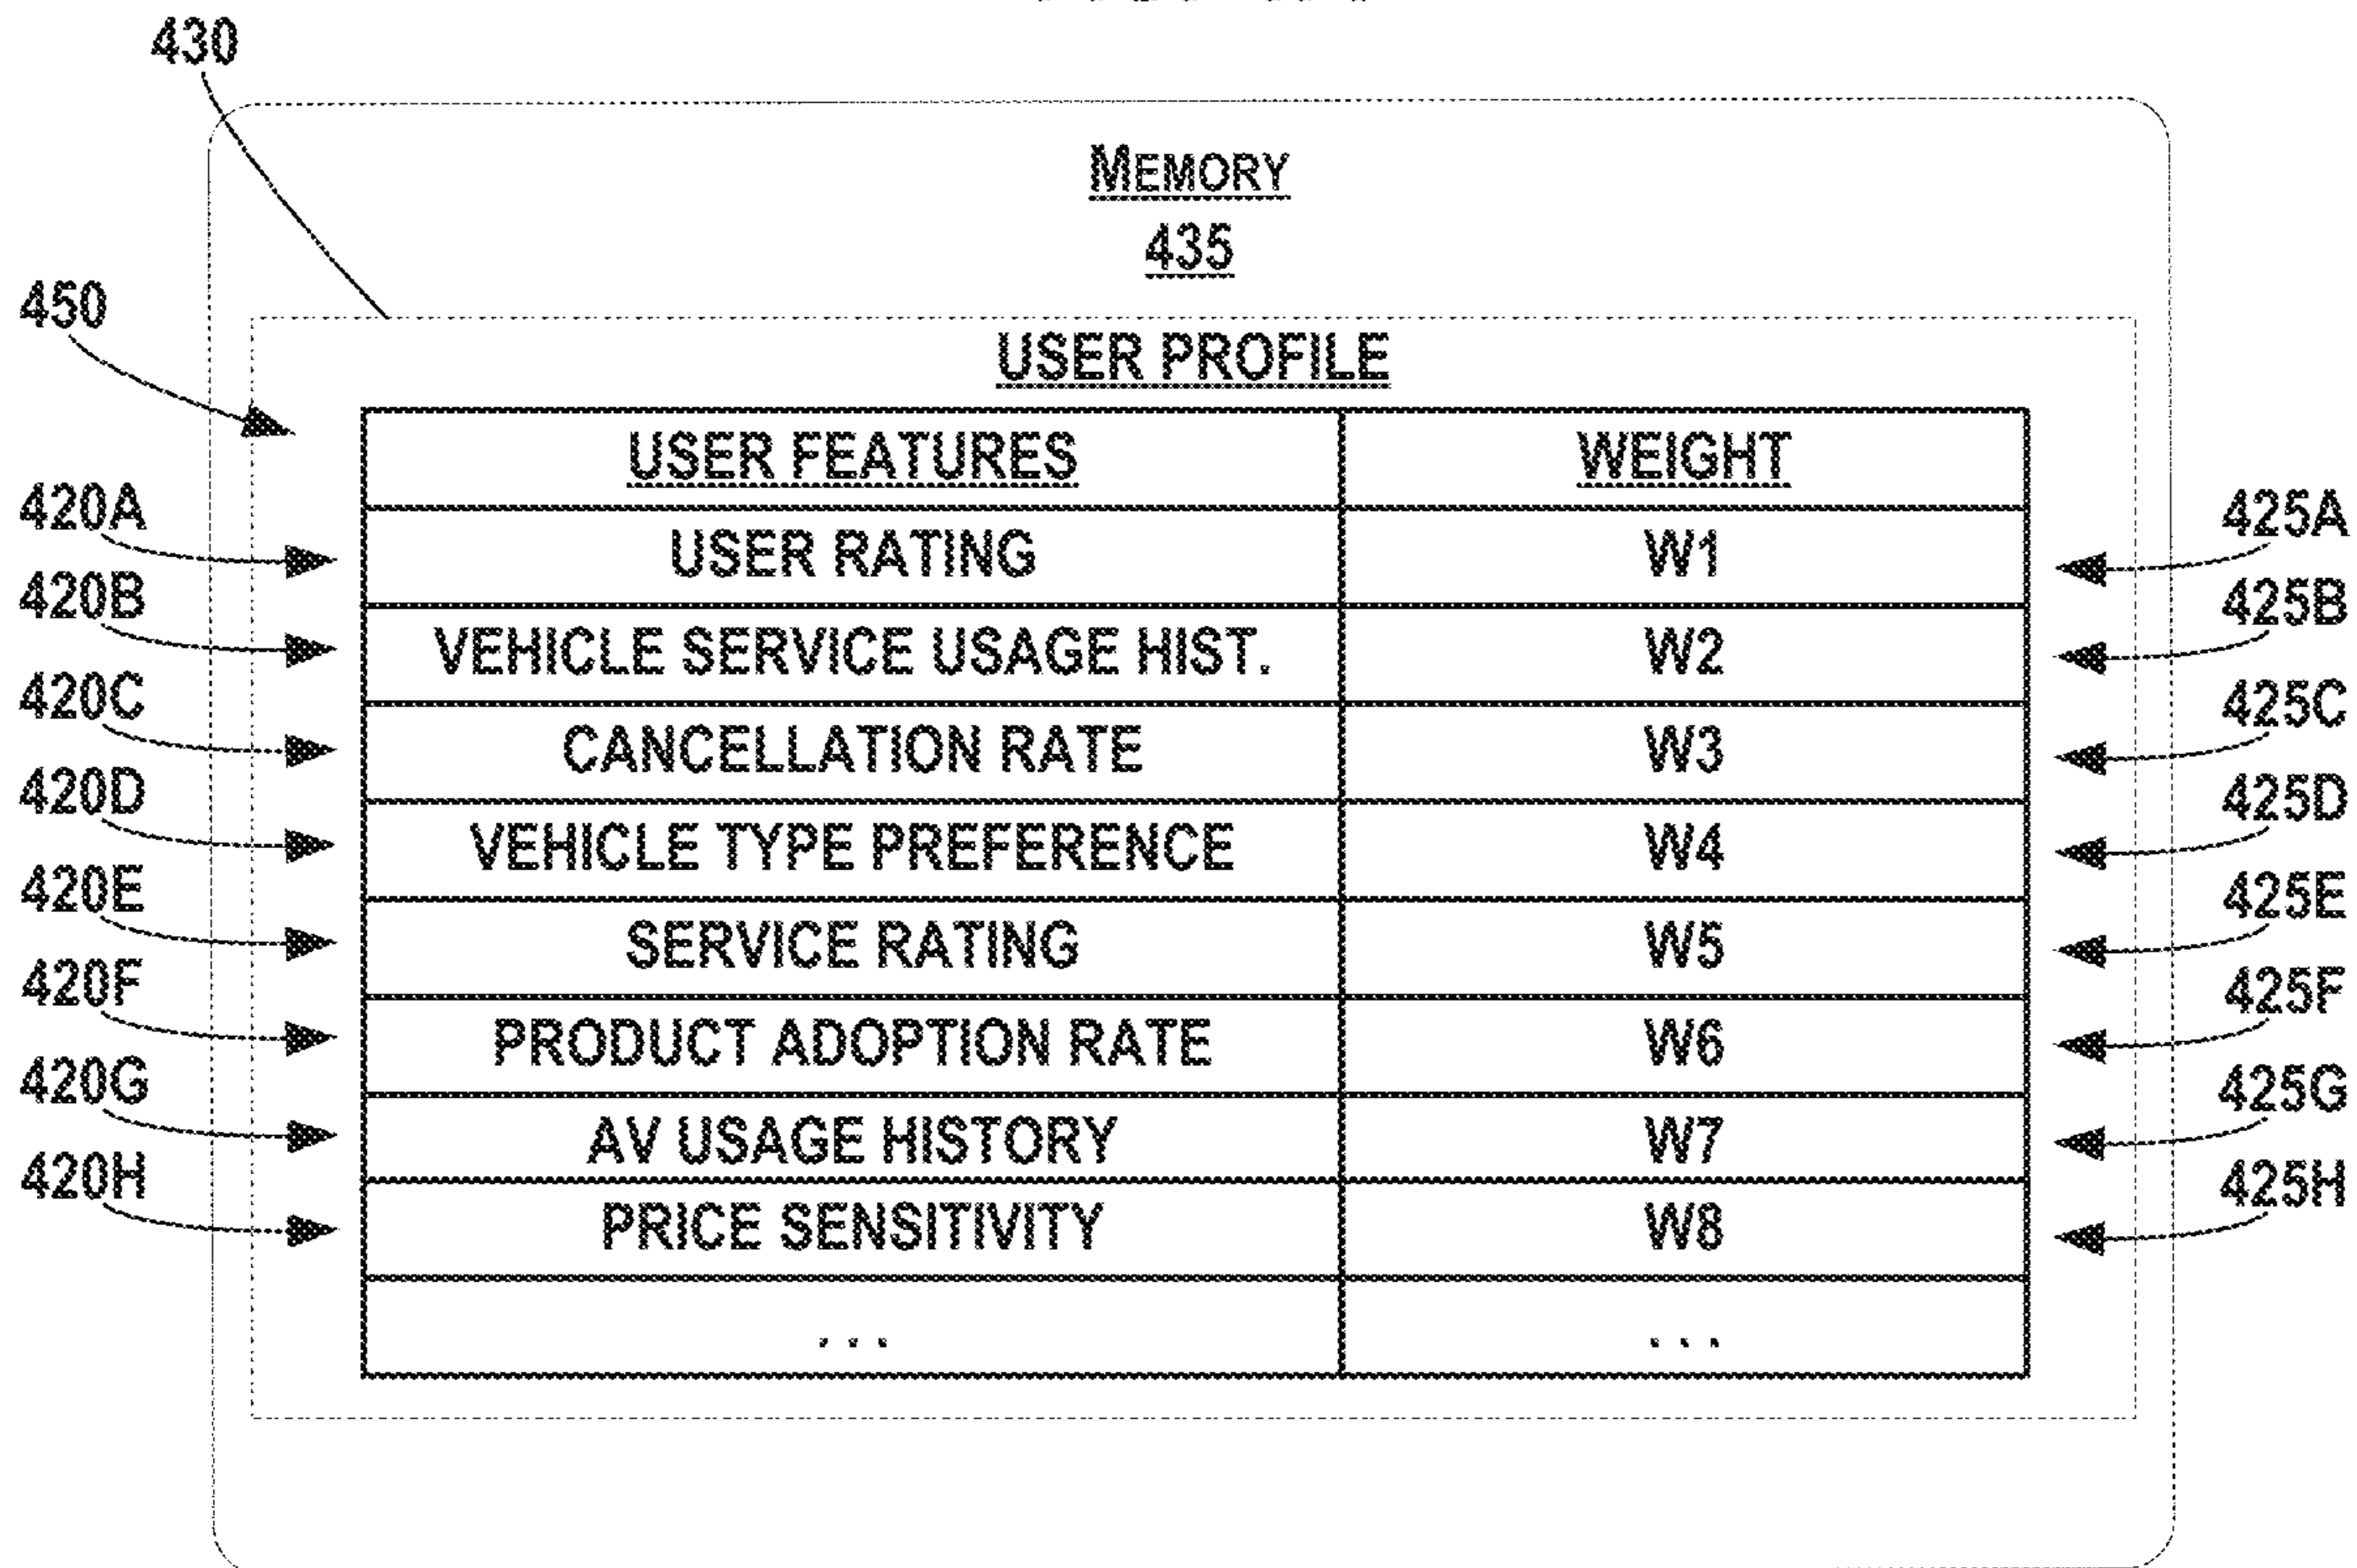 430
MEMORY
435
450
USER PROFILE
USER FEATURES WEIGHT
420A USER RATING W1 425A
420B VEHICLE SERVICE USAGE HIST. W2 425B
420C CANCELLATION RATE W3 425C
420D VEHICLE TYPE PREFERENCE W4 425D
420E SERVICE RATING W5 425E
420F PRODUCT ADOPTION RATE W6 425F
420G AV USAGE HISTORY W7 425G
420H PRICE SENSITIVITY W8 425H
... ...